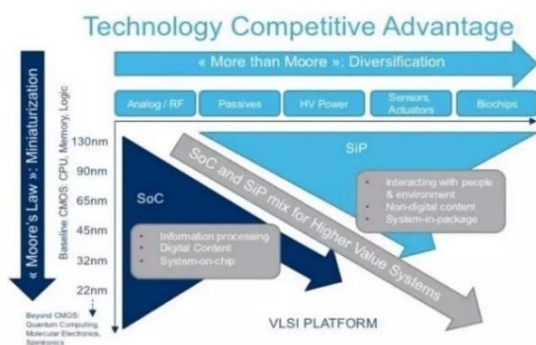 Technology Competitive Advantage
« More than Moore »: Diversification
Analog / RF
Passives
HV Power
Sensors,
Actuators
Biochips
« Moore's Law »: Miniaturization
Baseline CMOS: CPU, Memory, Logic
130nm
90nm
65nm
45nm
32nm
22nm
SoC
Information processing
Digital Content
System-on-chip
SoC and SiP mix for Higher Value Systems
SiP
Interacting with people
& environment
Non-digital content
System-in-package
Beyond CMOS:
Quantum Computing,
Molecular Electronics,
Spintronics
VLSI PLATFORM